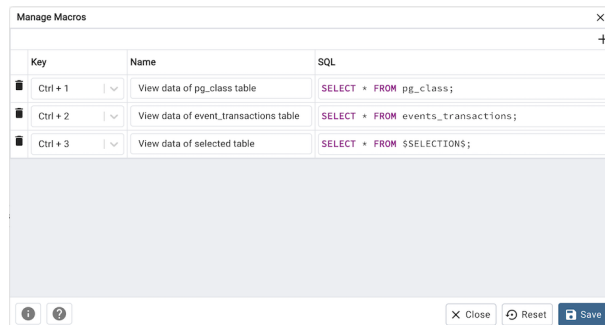 Manage Macros
Key Name SQL
Ctrl + 1 View data of pg_class table SELECT * FROM pg_class;
Ctrl + 2 View data of event_transactions table SELECT * FROM events_transactions;
Ctrl + 3 View data of selected table SELECT * FROM $SELECTION$;
Close Reset Save